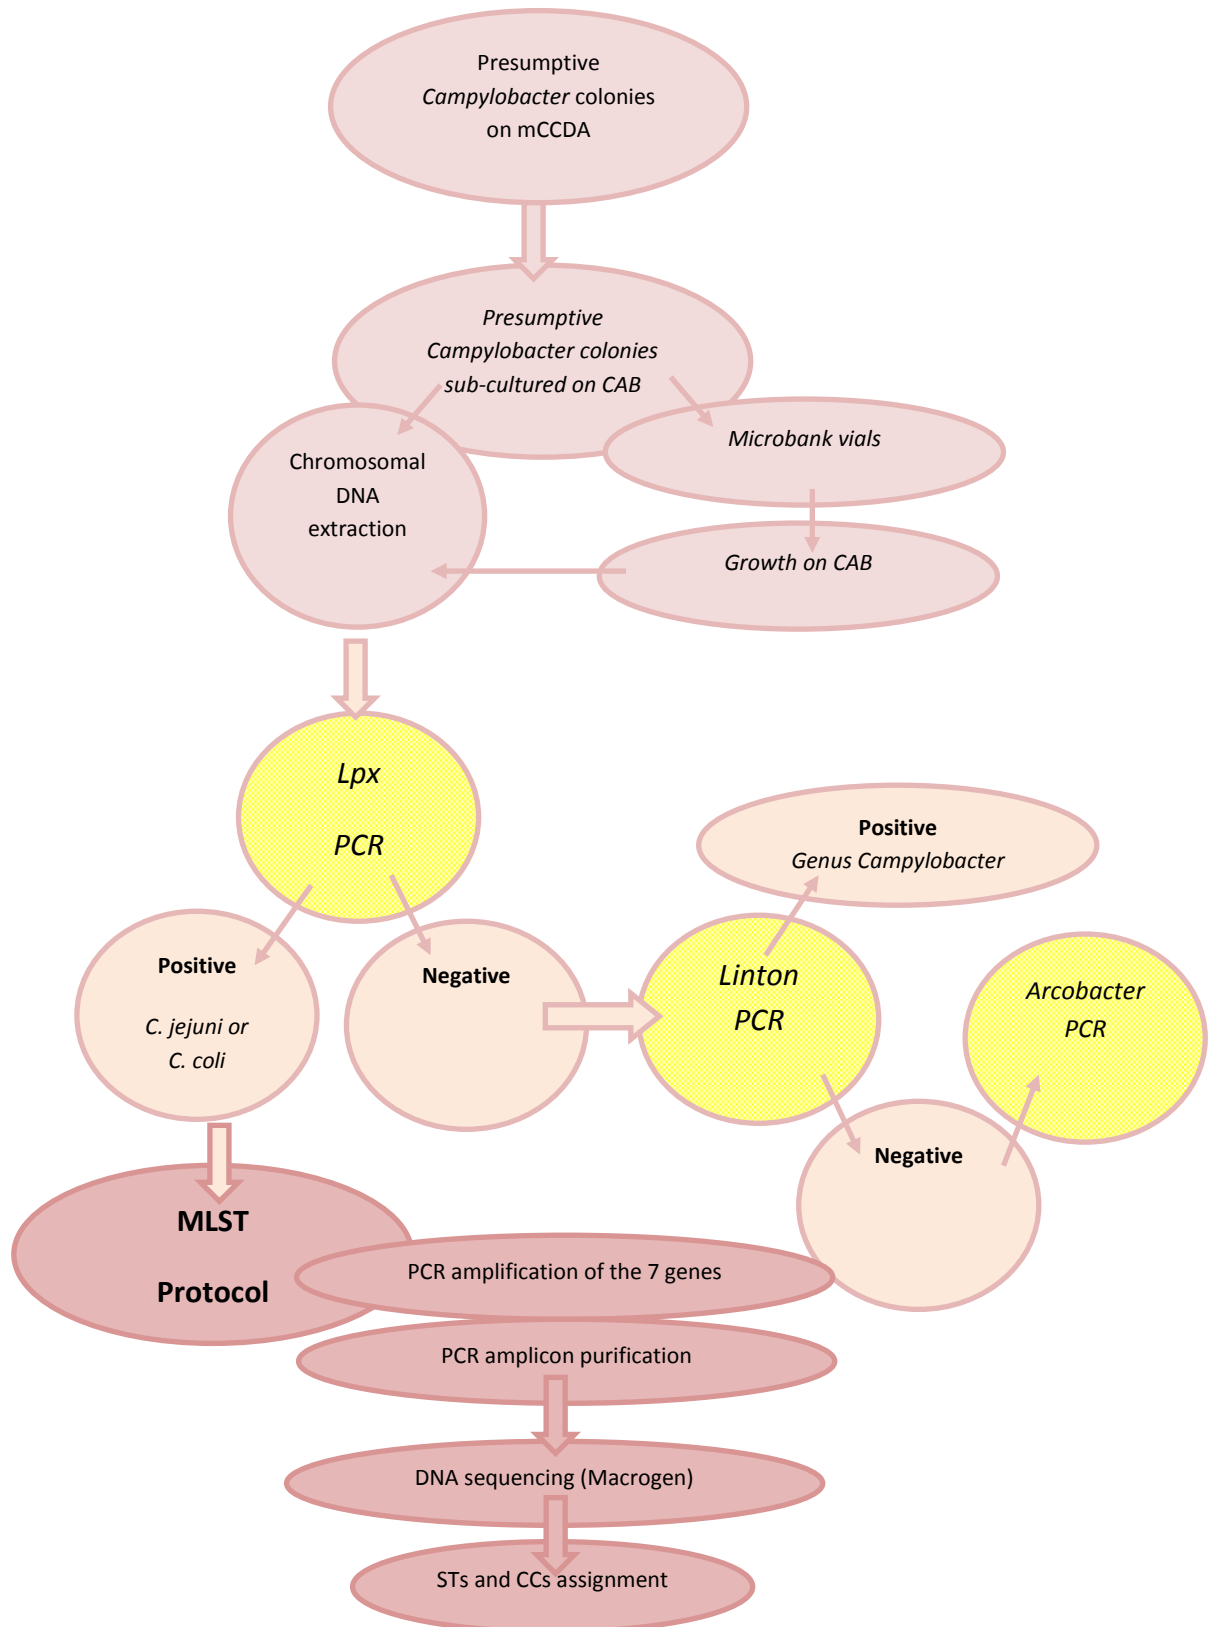 Presumptive
Campylobacter colonies
on mCCDA
Presumptive
Campylobacter colonies
sub-cultured on CAB
Microbank vials
Chromosomal
DNA
extraction
Growth on CAB
Lpx
PCR
Positive
Genus Campylobacter
Positive
C. jejuni or
C. coli
Negative
Linton
PCR
Arcobacter
PCR
Negative
MLST
Protocol
PCR amplification of the 7 genes
PCR amplicon purification
DNA sequencing (Macrogen)
STs and CCs assignment